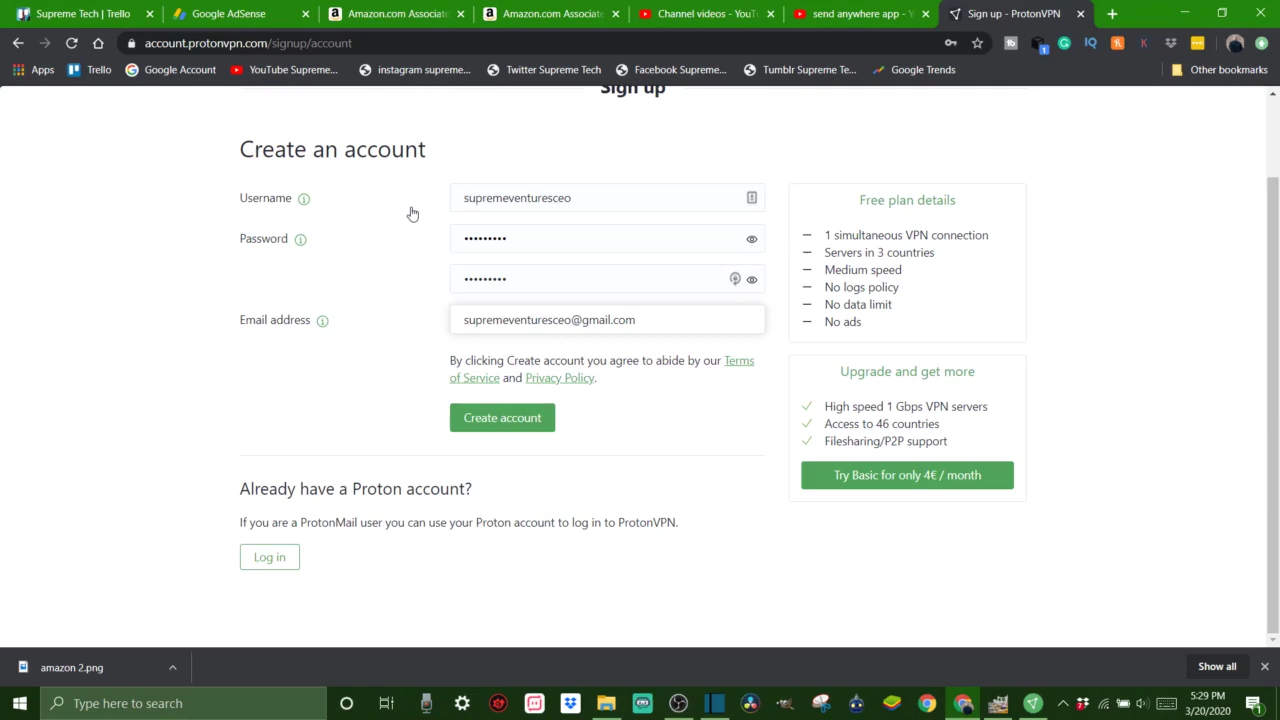 Supreme Tech | Trello
Google AdSense
Amazon.com Associat
Amazon.com Associat
Channel videos - YouT
send anywhere app - Y
Sign up - ProtonVPN
account.protonvpn.com/signup/account
Apps
Trello
Google Account
YouTube Supreme...
instagram supreme...
Twitter Supreme Tech
Facebook Supreme...
Tumblr Supreme Te...
Google Trends
Other bookmarks
Sign up
Create an account
Username
supremeventuresceo
Password
Email address
supremeventuresceo@gmail.com
By clicking Create account you agree to abide by our Terms
of Service and Privacy Policy.
Create account
Free plan details
1 simultaneous VPN connection
Servers in 3 countries
Medium speed
No logs policy
No data limit
No ads
Upgrade and get more
High speed 1 Gbps VPN servers
Access to 46 countries
Filesharing/P2P support
Try Basic for only 4€ / month
Already have a Proton account?
If you are a ProtonMail user you can use your Proton account to log in to ProtonVPN.
Log in
amazon 2.png
Show all
Type here to search
5:29 PM
3/20/2020